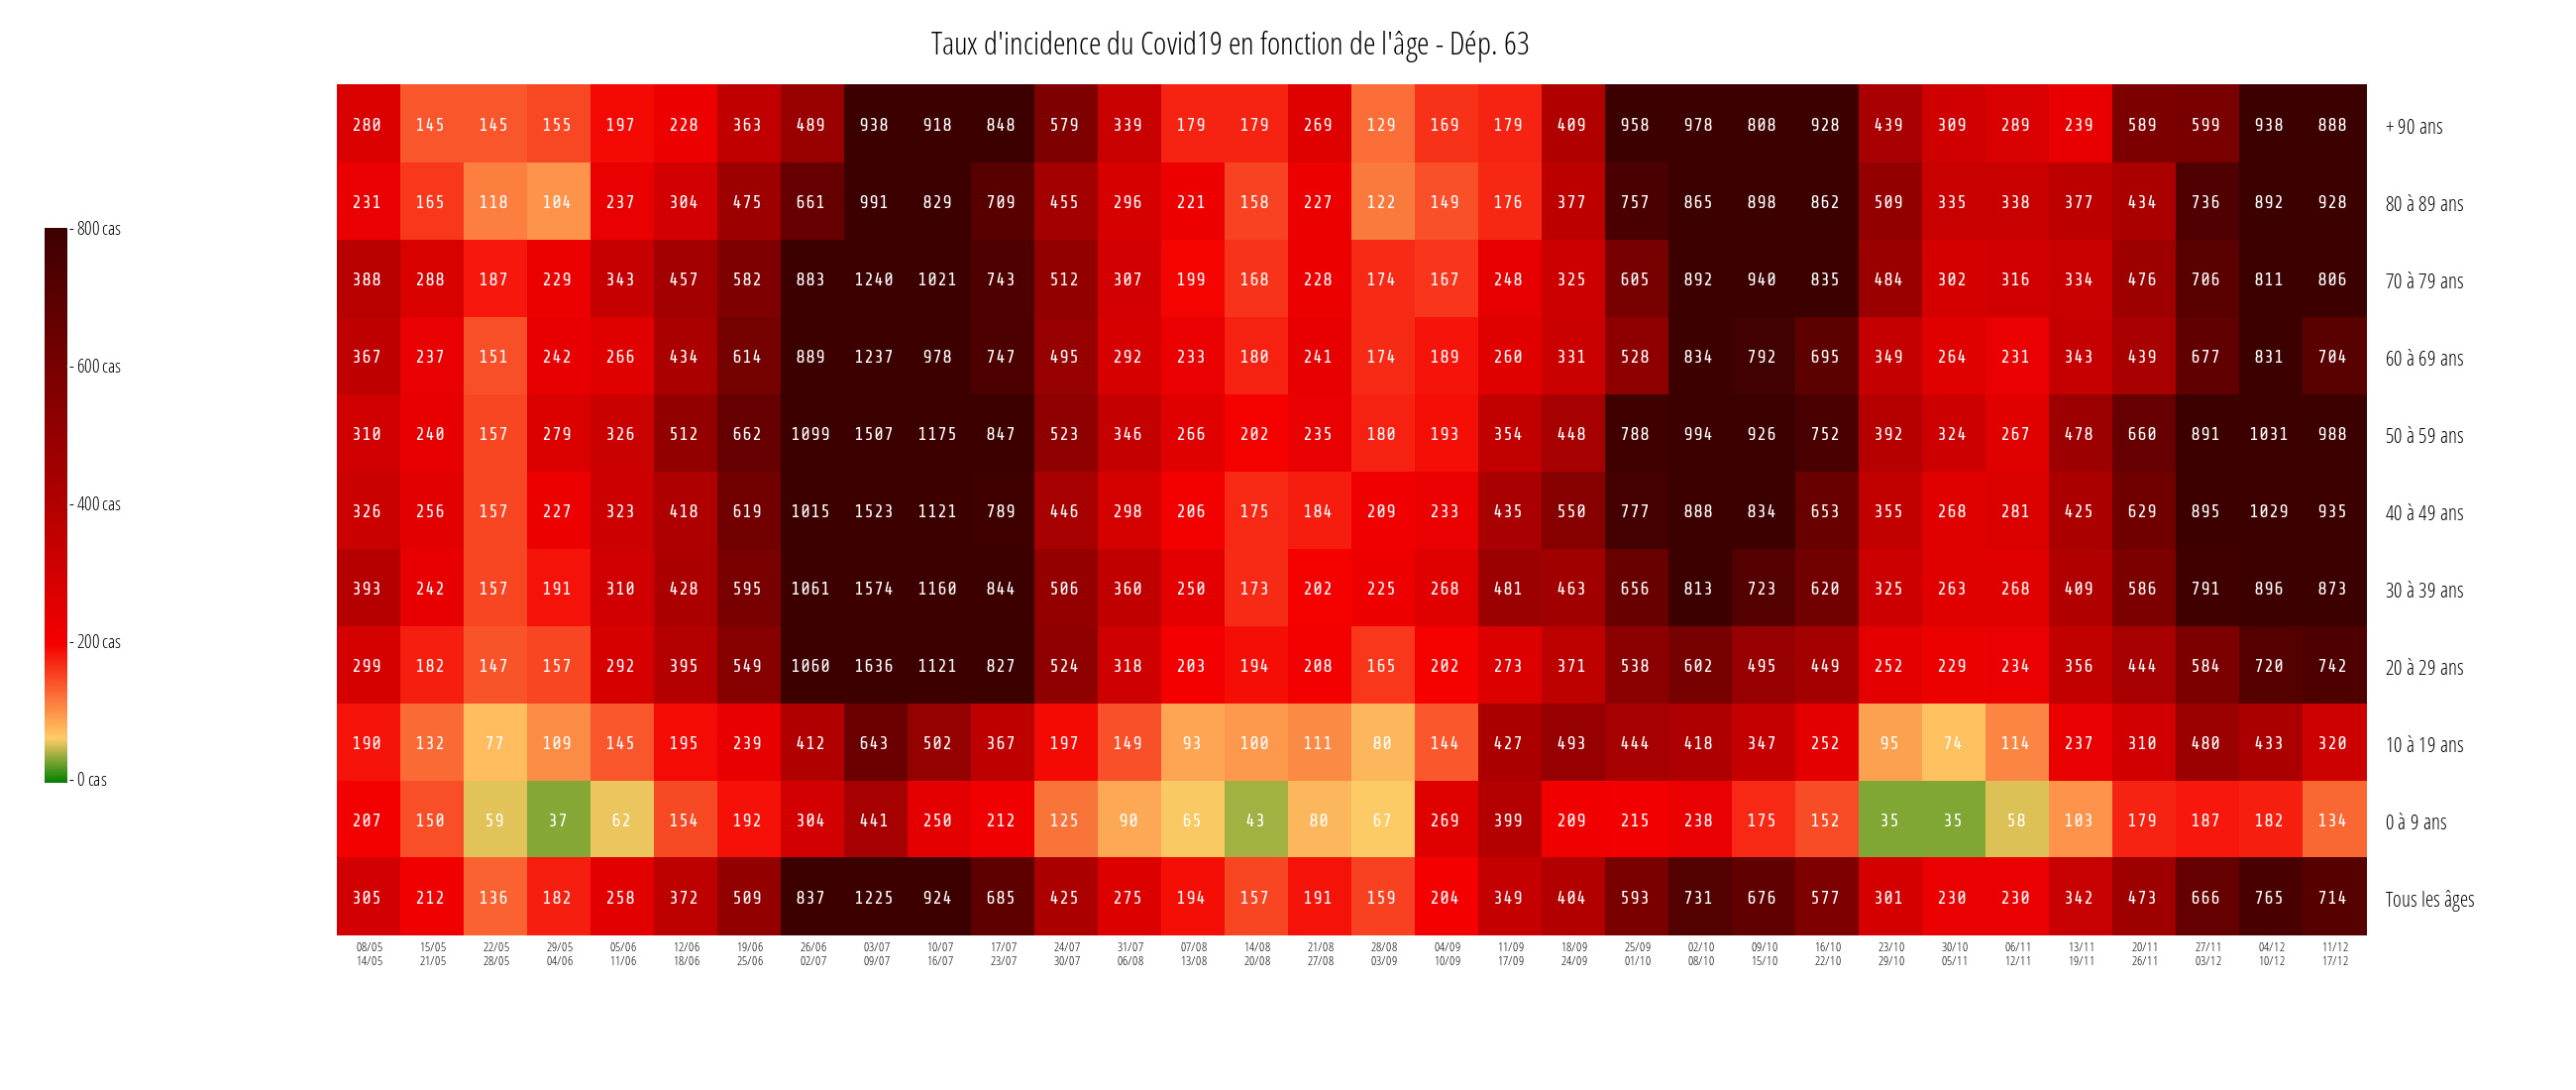 Taux d'incidence du Covid19 en fonction de l'âge - Dép. 63
- 800 cas
- 600 cas
- 400 cas
- 200 cas
- 0 cas
280 145 145 155 197 228 363 489 938 918 848 579 339 179 179 269 129 169 179 409 958 978 808 928 439 309 289 239 589 599 938 888 + 90 ans
231 165 118 104 237 304 475 661 991 829 709 455 296 221 158 227 122 149 176 377 757 865 898 862 509 335 338 377 434 736 892 928 80 à 89 ans
388 288 187 229 343 457 582 883 1240 1021 743 512 307 199 168 228 174 167 248 325 605 892 940 835 484 302 316 334 476 706 811 806 70 à 79 ans
367 237 151 242 266 434 614 889 1237 978 747 495 292 233 180 241 174 189 260 331 528 834 792 695 349 264 231 343 439 677 831 704 60 à 69 ans
310 240 157 279 326 512 662 1099 1507 1175 847 523 346 266 202 235 180 193 354 448 788 994 926 752 392 324 267 478 660 891 1031 988 50 à 59 ans
326 256 157 227 323 418 619 1015 1523 1121 789 446 298 206 175 184 209 233 435 550 777 888 834 653 355 268 281 425 629 895 1029 935 40 à 49 ans
393 242 157 191 310 428 595 1061 1574 1160 844 506 360 250 173 202 225 268 481 463 656 813 723 620 325 263 268 409 586 791 896 873 30 à 39 ans
299 182 147 157 292 395 549 1060 1636 1121 827 524 318 203 194 208 165 202 273 371 538 602 495 449 252 229 234 356 444 584 720 742 20 à 29 ans
190 132 77 109 145 195 239 412 643 502 367 197 149 93 100 111 80 144 427 493 444 418 347 252 95 74 114 237 310 480 433 320 10 à 19 ans
207 150 59 37 62 154 192 304 441 250 212 125 90 65 43 80 67 269 399 209 215 238 175 152 35 35 58 103 179 187 182 134 0 à 9 ans
305 212 136 182 258 372 509 837 1225 924 685 425 275 194 157 191 159 204 349 404 593 731 676 577 301 230 230 342 473 666 765 714 Tous les âges
08/05 15/05 22/05 29/05 05/06 12/06 19/06 26/06 03/07 10/07 17/07 24/07 31/07 07/08 14/08 21/08 28/08 04/09 11/09 18/09 25/09 02/10 09/10 16/10 23/10 30/10 06/11 13/11 20/11 27/11 04/12 11/12
14/05 21/05 28/05 04/06 11/06 18/06 25/06 02/07 09/07 16/07 23/07 30/07 06/08 13/08 20/08 27/08 03/09 10/09 17/09 24/09 01/10 08/10 15/10 22/10 29/10 05/11 12/11 19/11 26/11 03/12 10/12 17/12